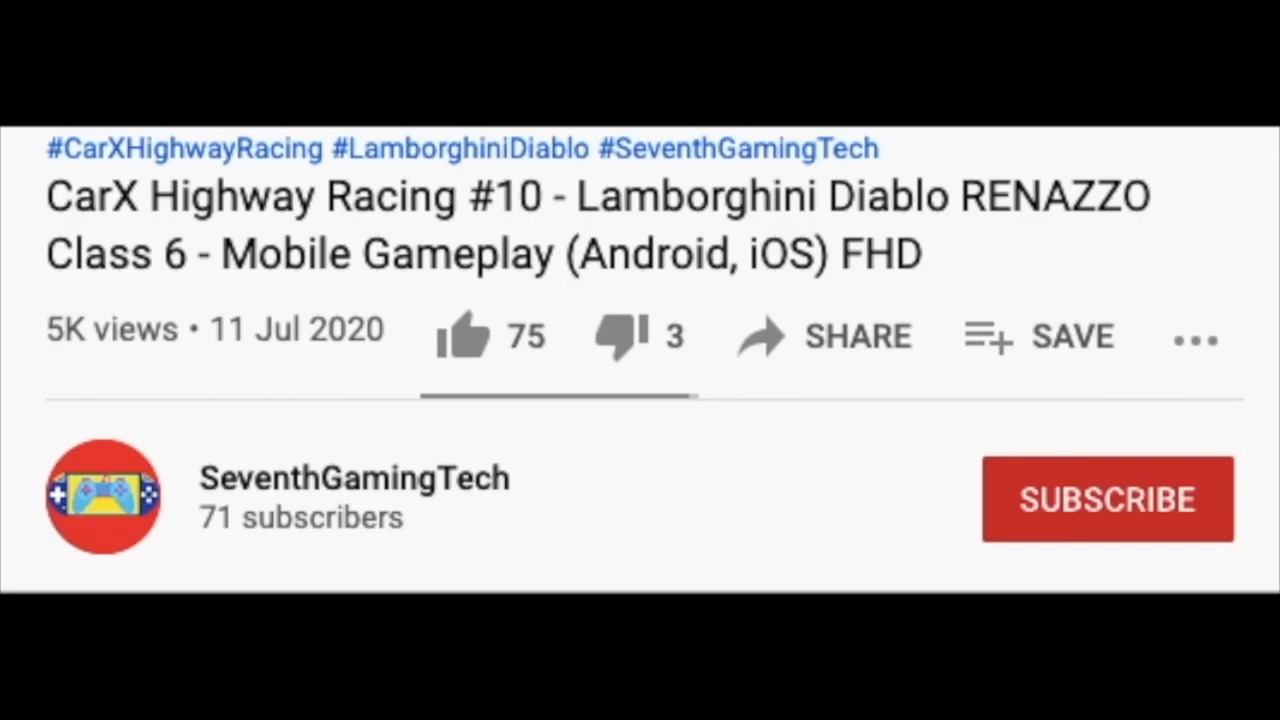 #CarXHighwayRacing #LamborghiniDiablo #SeventhGamingTech
CarX Highway Racing #10 - Lamborghini Diablo RENAZZO
Class 6 - Mobile Gameplay (Android, iOS) FHD
5K views • 11 Jul 2020 75 3 SHARE SAVE
SeventhGamingTech
71 subscribers
SUBSCRIBE